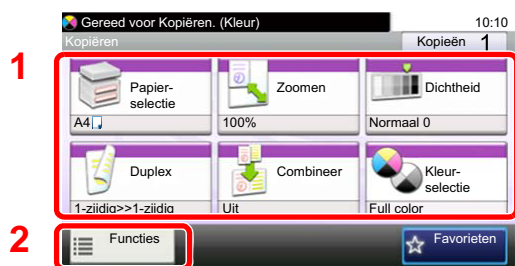 Gereed voor Kopiëren. (Kleur) 10:10
Kopiëren Kopieën 1
1
Papier-
selectie
A4
Zoomen
100%
Dichtheid
Normaal 0
Duplex
1-zijdig>>1-zijdig
Combineer
Uit
Kleur-
selectie
Full color
2
Functies
Favorieten